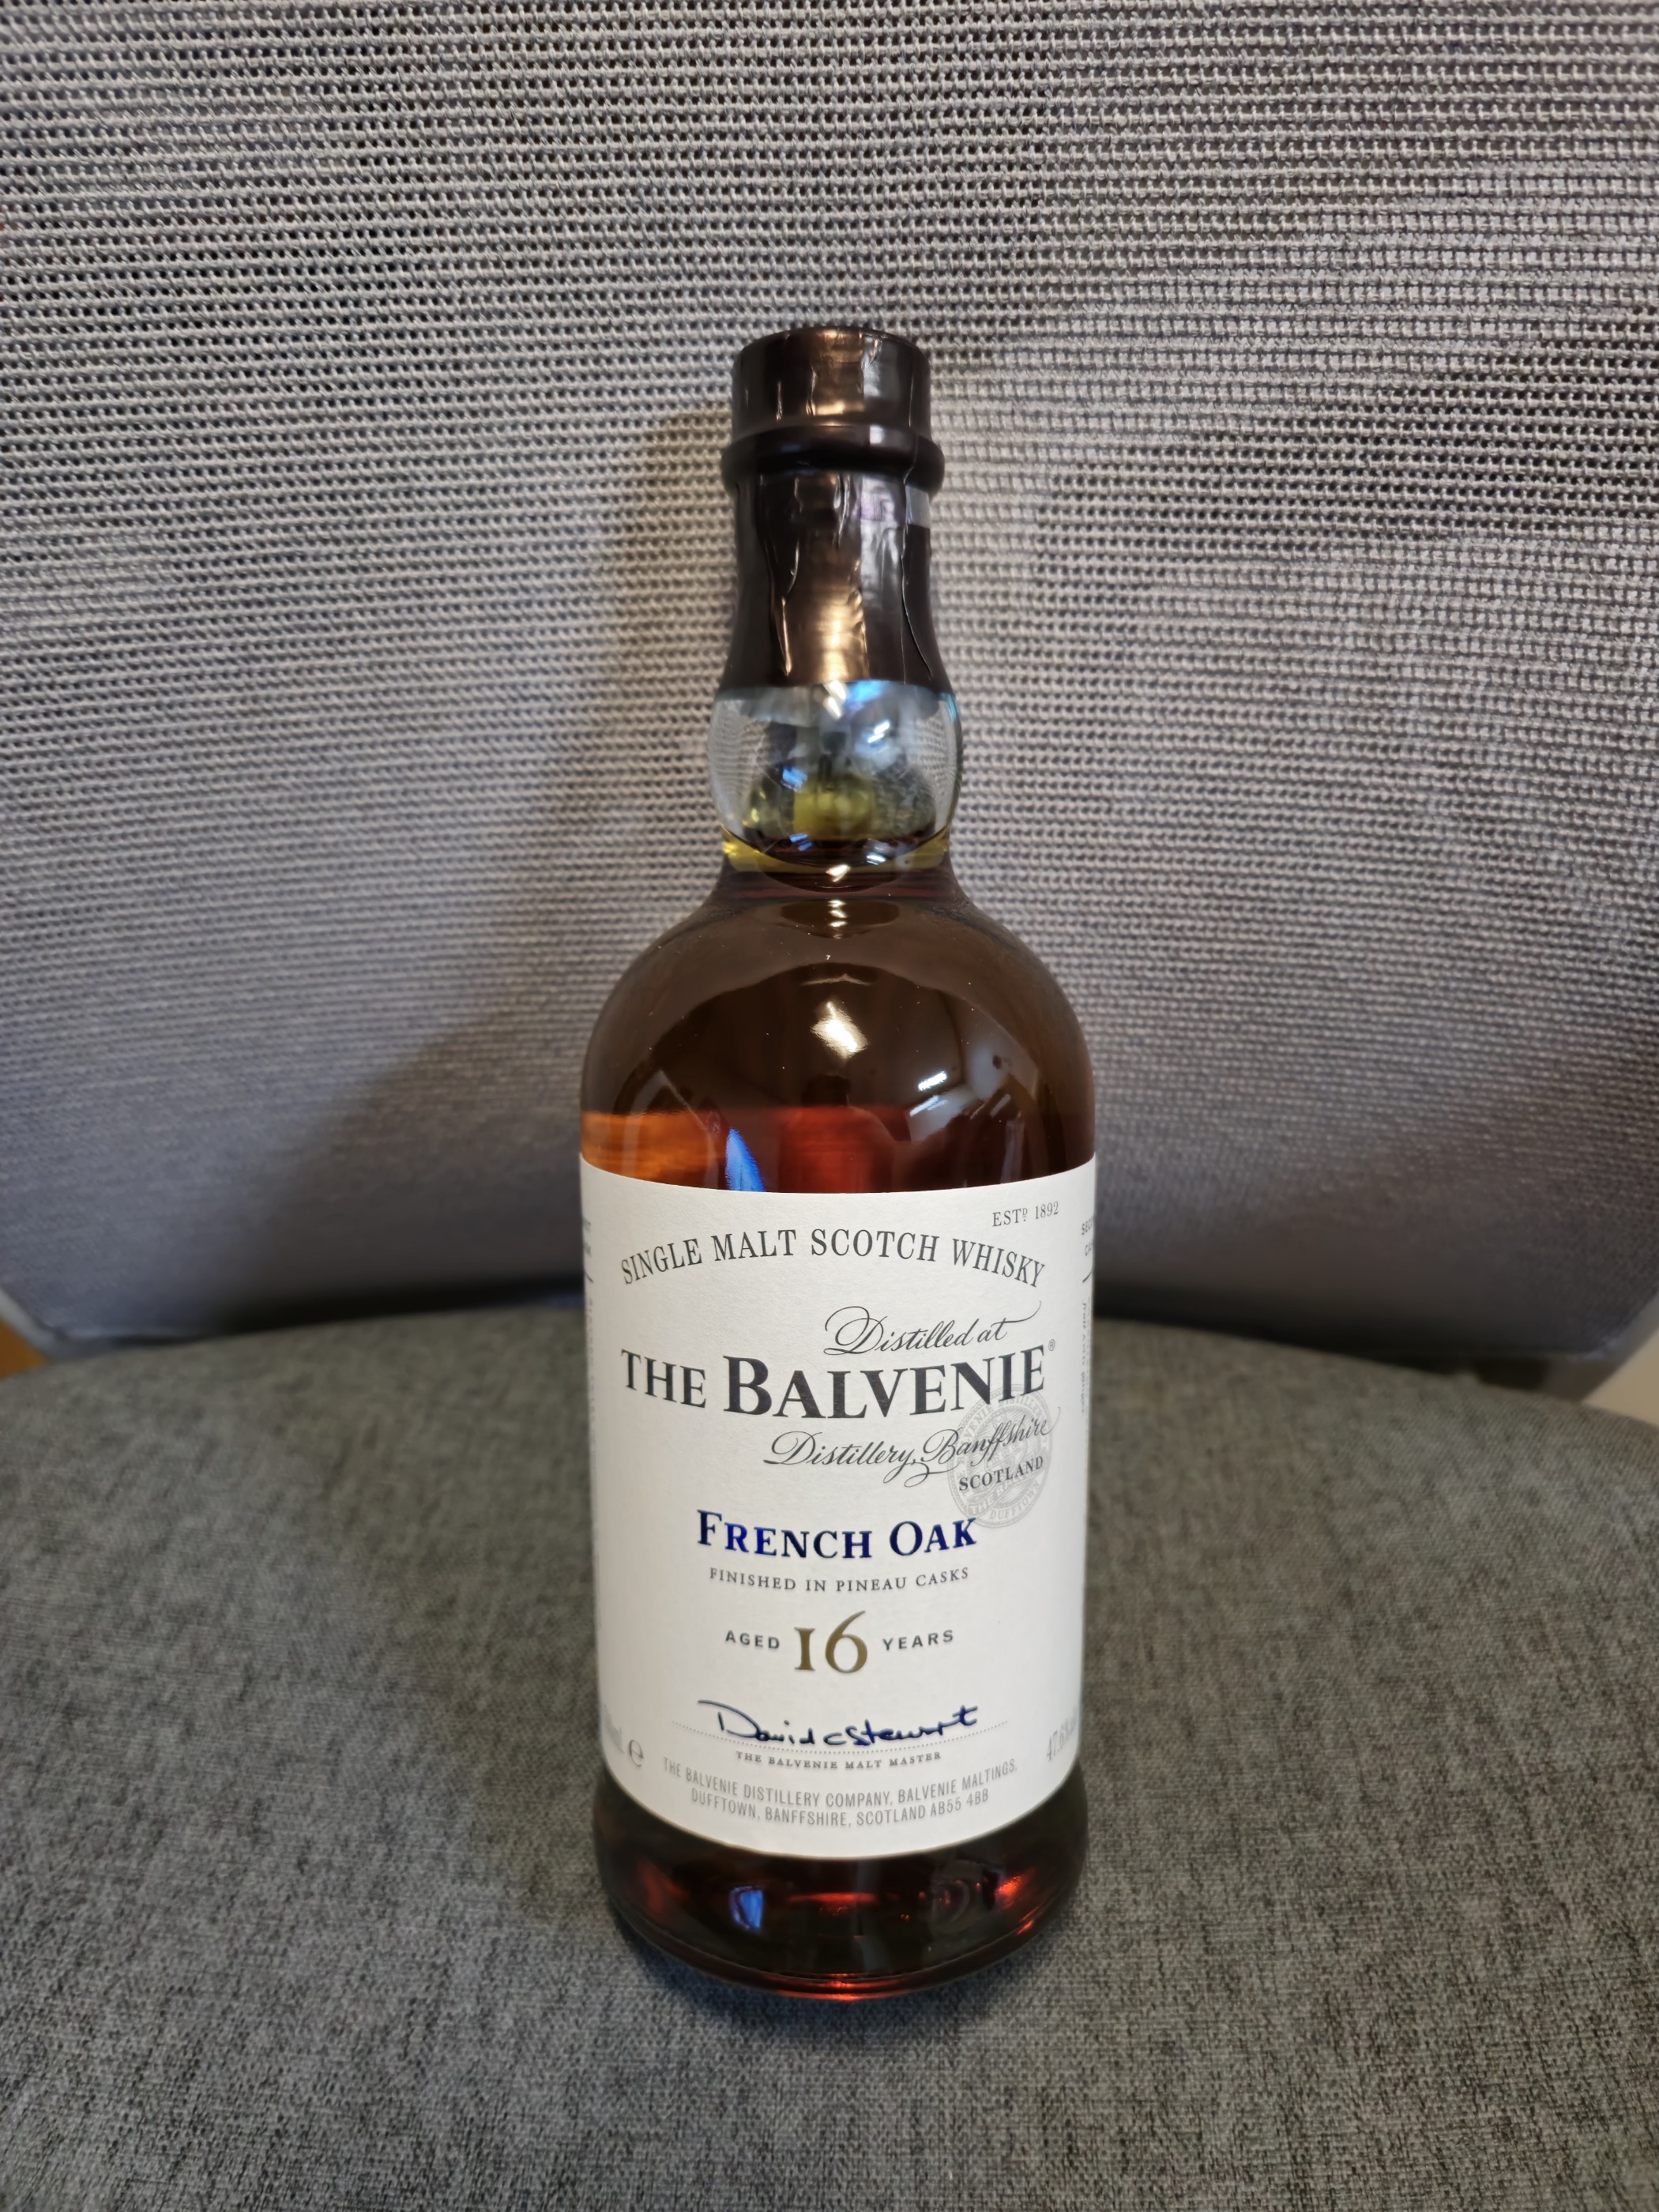 ESTD 1892
SINGLE MALT SCOTCH WHISKY
Distilled at
THE BALVENIE®
Distillery, Banffshire
SCOTLAND
FRENCH OAK
FINISHED IN PINEAU CASKS
AGED 16 YEARS
David C Stewart
THE BALVENIE MALT MASTER
THE BALVENIE DISTILLERY COMPANY, BALVENIE MALTINGS,
DUFFTOWN, BANFFSHIRE, SCOTLAND AB55 4BB
e
47.6%